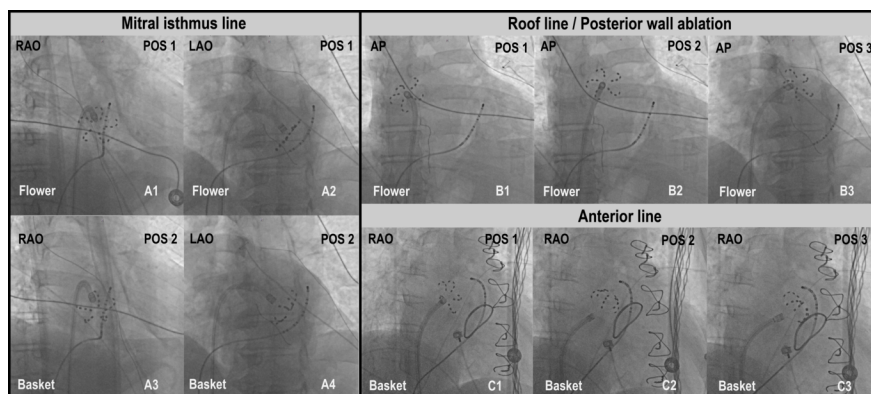 Mitral isthmus line
RAO POS 1
Flower A1
LAO POS 1
Flower A2
RAO POS 2
Basket A3
LAO POS 2
Basket A4
Roof line / Posterior wall ablation
AP POS 1
Flower B1
AP POS 2
Flower B2
AP POS 3
Flower B3
Anterior line
RAO POS 1
Basket C1
RAO POS 2
Basket C2
RAO POS 3
Basket C3